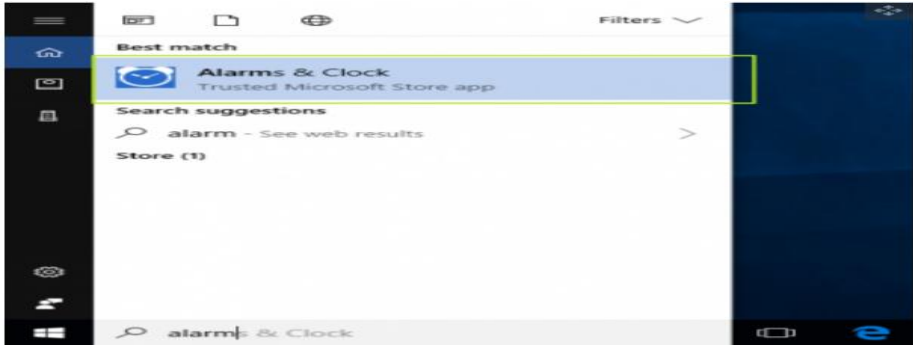 Filters
Best match
Alarms & Clock
Trusted Microsoft Store app
Search suggestions
alarm - See web results
Store (1)
alarms & Clock